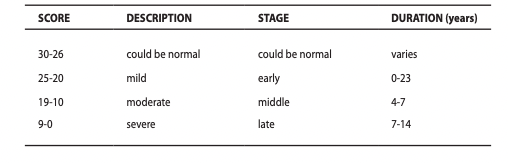 SCORE DESCRIPTION STAGE DURATION (years)
30-26 could be normal could be normal varies
25-20 mild early 0-23
19-10 moderate middle 4-7
9-0 severe late 7-14